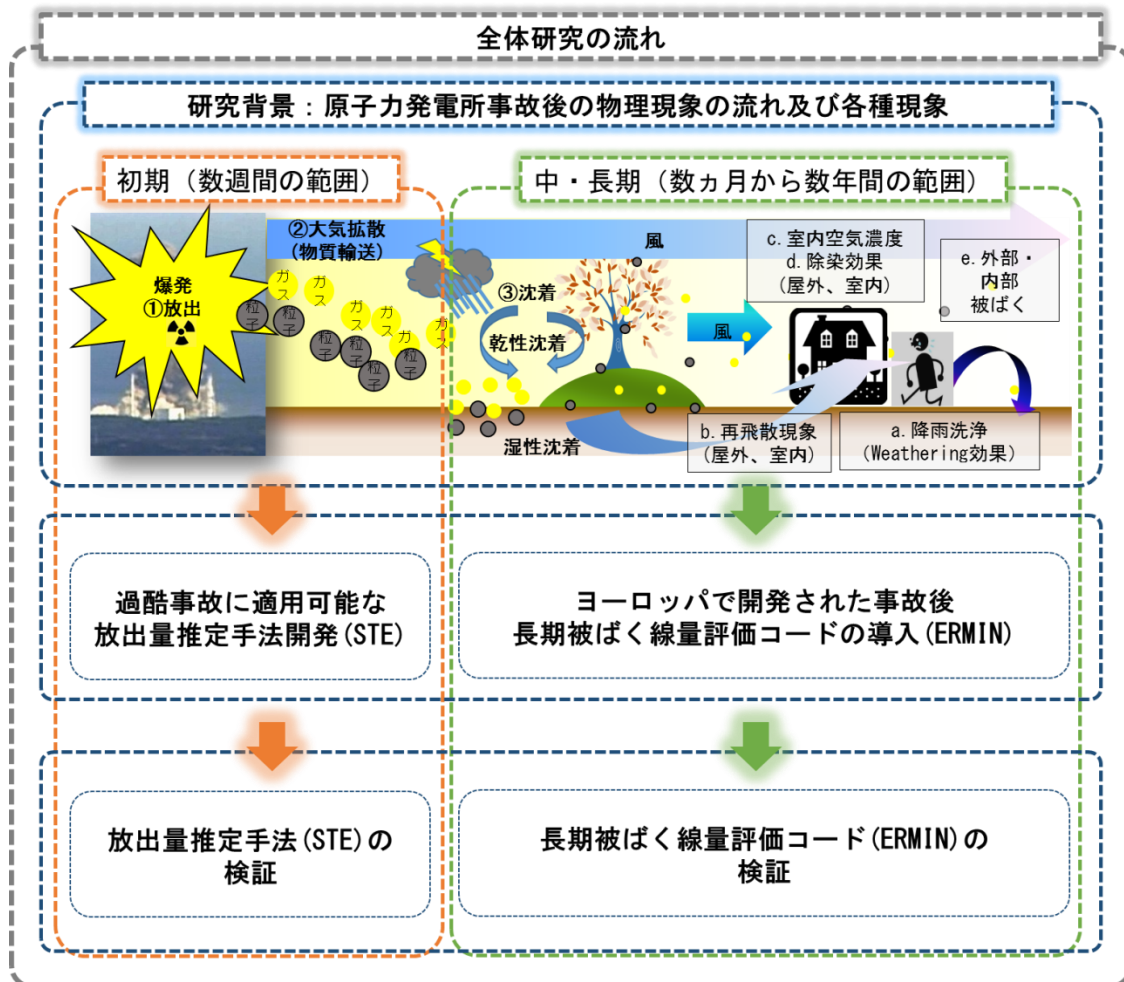 全体研究の流れ
研究背景：原子力発電所事故後の物理現象の流れ及び各種現象
初期（数週間の範囲）
中・長期（数ヵ月から数年間の範囲）
爆発
①放出
②大気拡散
(物質輸送)
ガス
ガス
ガス
ガス
ガス
ガス
粒子
粒子
粒子
粒子
粒子
粒子
③沈着
乾性沈着
湿性沈着
風
風
c. 室内空気濃度
d. 除染効果
（屋外、室内）
e. 外部・
内部
被ばく
b. 再飛散現象
（屋外、室内）
a. 降雨洗浄
（Weathering効果）
過酷事故に適用可能な
放出量推定手法開発(STE)
ヨーロッパで開発された事故後
長期被ばく線量評価コードの導入(ERMIN)
放出量推定手法(STE)の
検証
長期被ばく線量評価コード(ERMIN)の
検証